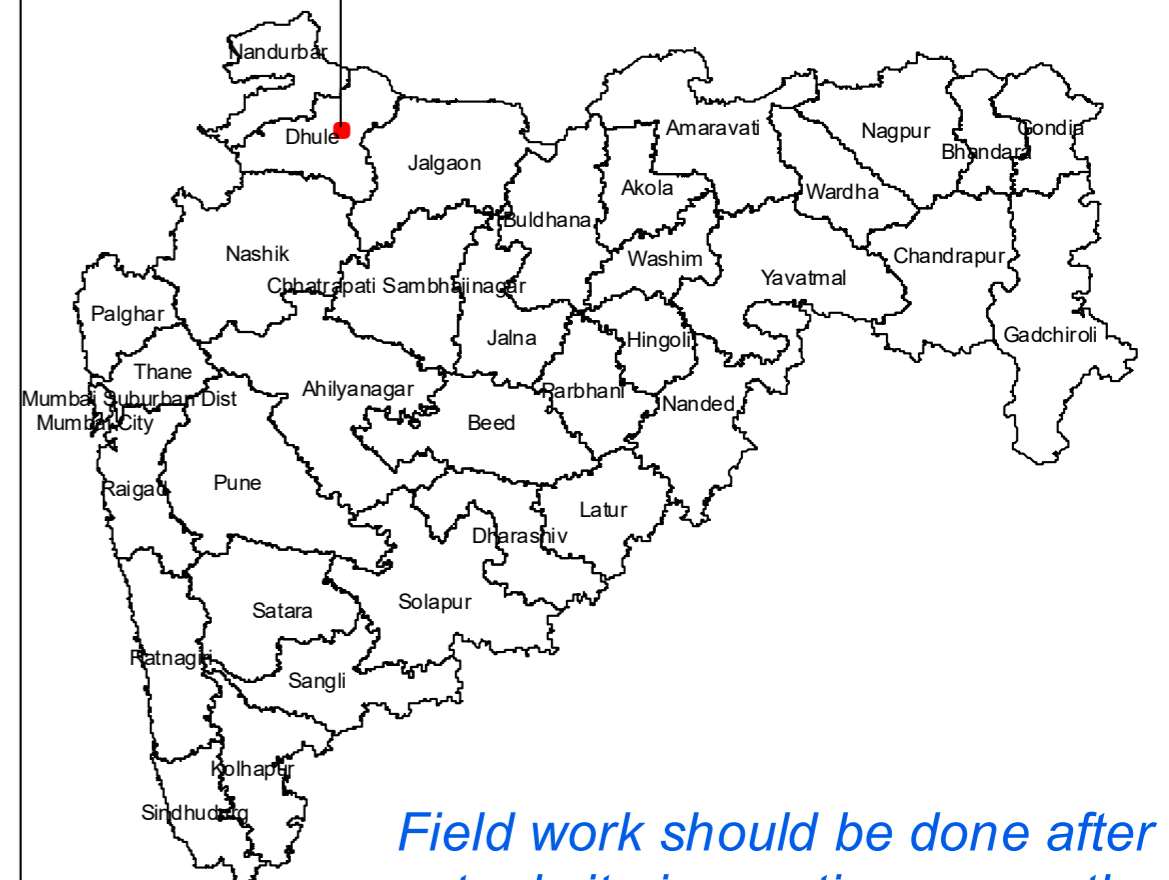 Nandurbar
Dhule
Jalgaon
Amaravati
Nagpur
Gondia
Bhandara
Akola
Wardha
Buldhana
Nashik
Washim
Chandrapur
Chhatrapati Sambhajinagar
Yavatmal
Palghar
Jalna
Hingoli
Gadchiroli
Thane
Ahilyanagar
Parbhani
Mumbai Suburban Dist
Nanded
Mumbai City
Beed
Raigad
Pune
Latur
Dharashiv
Satara
Solapur
Ratnagiri
Sangli
Kolhapur
Sindhudurg
Field work should be done after